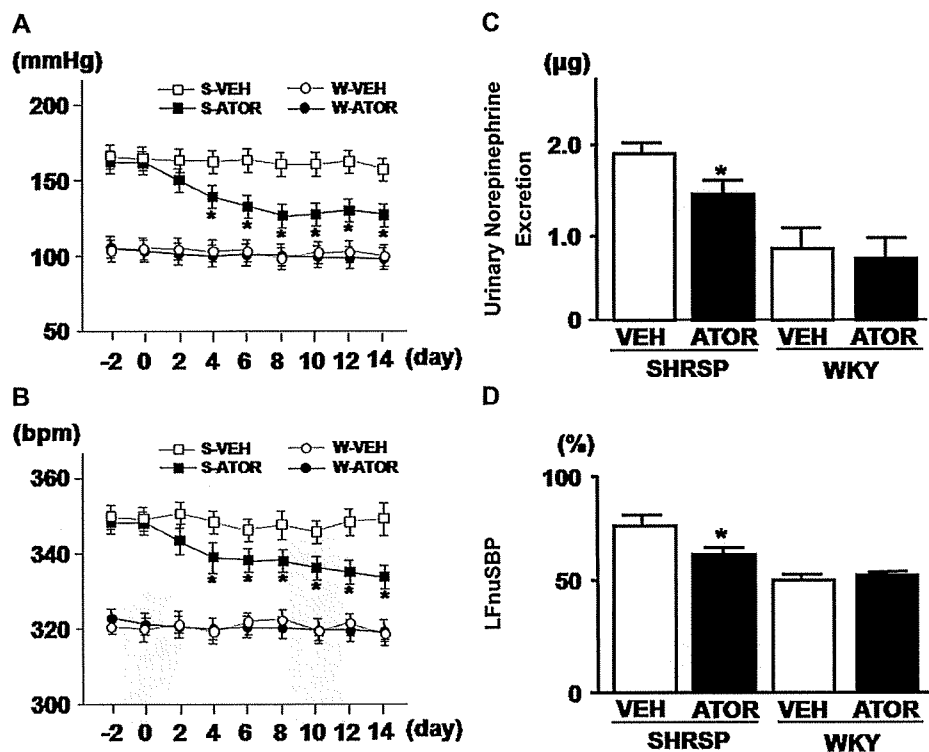 A
(mmHg)
S-VEH W-VEH
S-ATOR W-ATOR
200
150
100
50
* * * * * *
-2 0 2 4 6 8 10 12 14 (day)
B
(bpm)
S-VEH W-VEH
S-ATOR W-ATOR
360
340
320
300
* * * * * *
-2 0 2 4 6 8 10 12 14 (day)
C
(µg)
Urinary Norepinephrine
Excretion
2.0
1.0
0
*
VEH ATOR VEH ATOR
SHRSP WKY
D
(%)
LFnuSBP
100
50
0
*
VEH ATOR VEH ATOR
SHRSP WKY